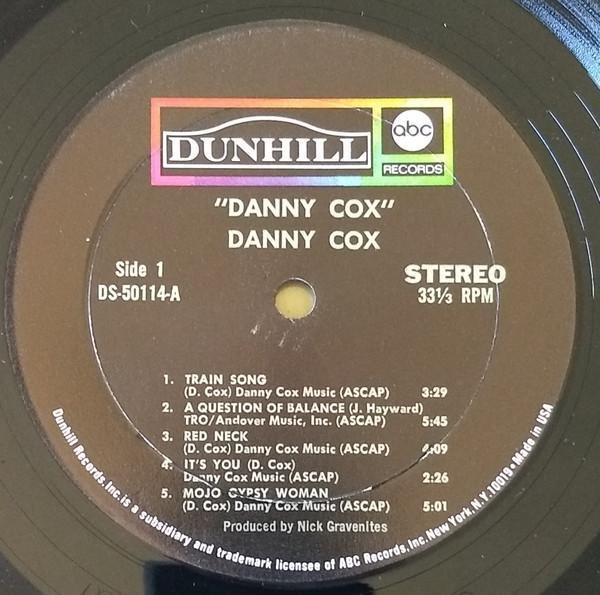 DUNHILL
abc
RECORDS
"DANNY COX"
DANNY COX
Side 1
DS-50114-A
STEREO
33⅓ RPM
1. TRAIN SONG
(D. Cox) Danny Cox Music (ASCAP) 3:29
2. A QUESTION OF BALANCE (J. Hayward)
TRO/Andover Music, Inc. (ASCAP) 5:45
3. RED NECK
(D. Cox) Danny Cox Music (ASCAP) 4:09
4. IT'S YOU (D. Cox)
Danny Cox Music (ASCAP) 2:26
5. MOJO GYPSY WOMAN
(D. Cox) Danny Cox Music (ASCAP) 5:01
Produced by Nick Gravenites
Dunhill Records, Inc. is a subsidiary and trademark licensee of ABC Records, Inc. New York, N.Y. 10019 • Made in USA